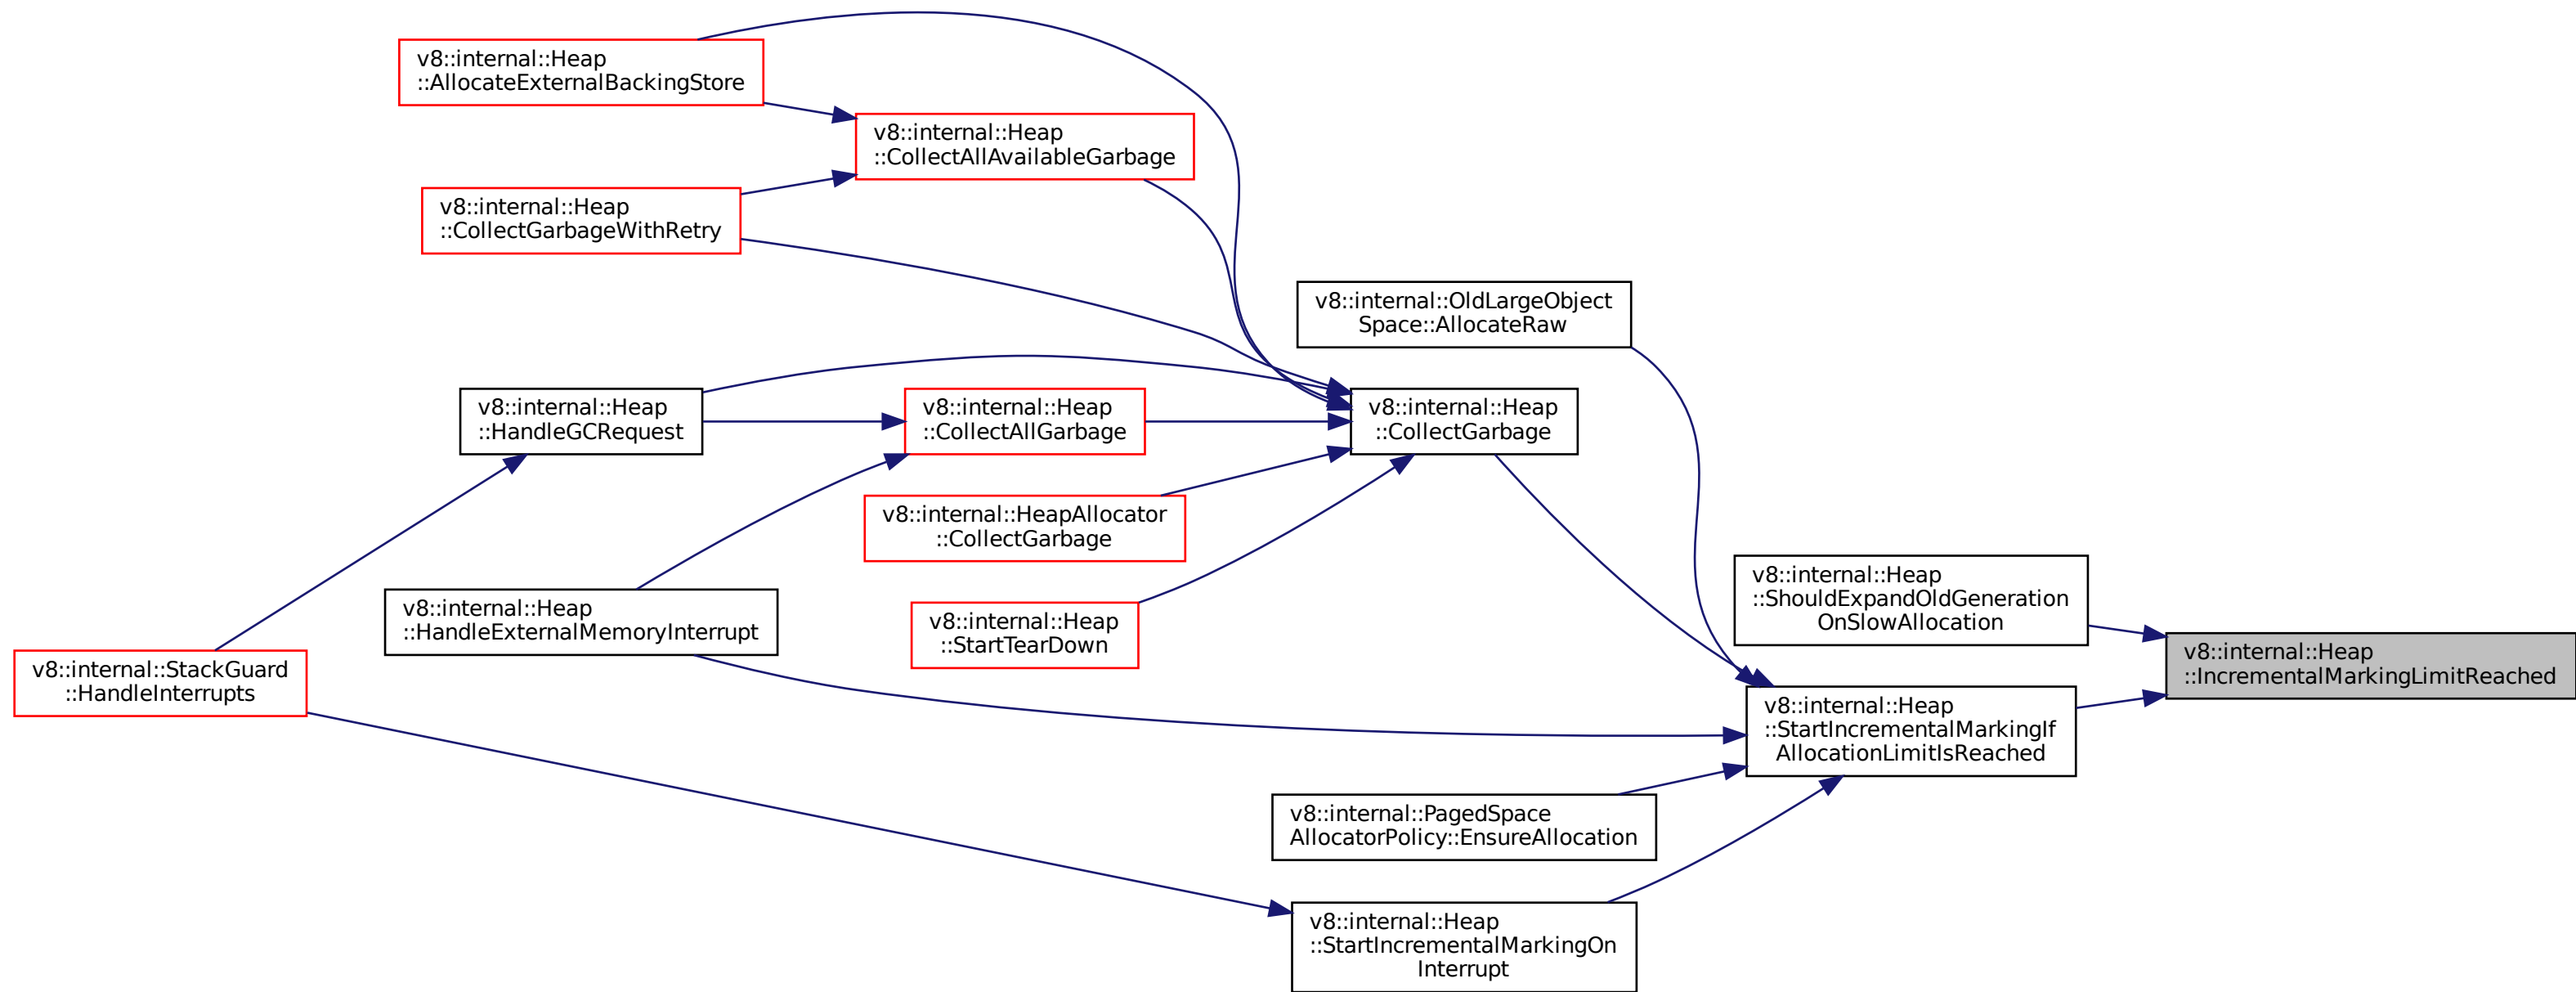 v8::internal::Heap
::AllocateExternalBackingStore
v8::internal::Heap
::CollectAllAvailableGarbage
v8::internal::Heap
::CollectGarbageWithRetry
v8::internal::OldLargeObject
Space::AllocateRaw
v8::internal::Heap
::HandleGCRequest
v8::internal::Heap
::CollectAllGarbage
v8::internal::Heap
::CollectGarbage
v8::internal::HeapAllocator
::CollectGarbage
v8::internal::Heap
::ShouldExpandOldGeneration
OnSlowAllocation
v8::internal::Heap
::HandleExternalMemoryInterrupt
v8::internal::Heap
::StartTearDown
v8::internal::Heap
::IncrementalMarkingLimitReached
v8::internal::StackGuard
::HandleInterrupts
v8::internal::Heap
::StartIncrementalMarkingIf
AllocationLimitIsReached
v8::internal::PagedSpace
AllocatorPolicy::EnsureAllocation
v8::internal::Heap
::StartIncrementalMarkingOn
Interrupt